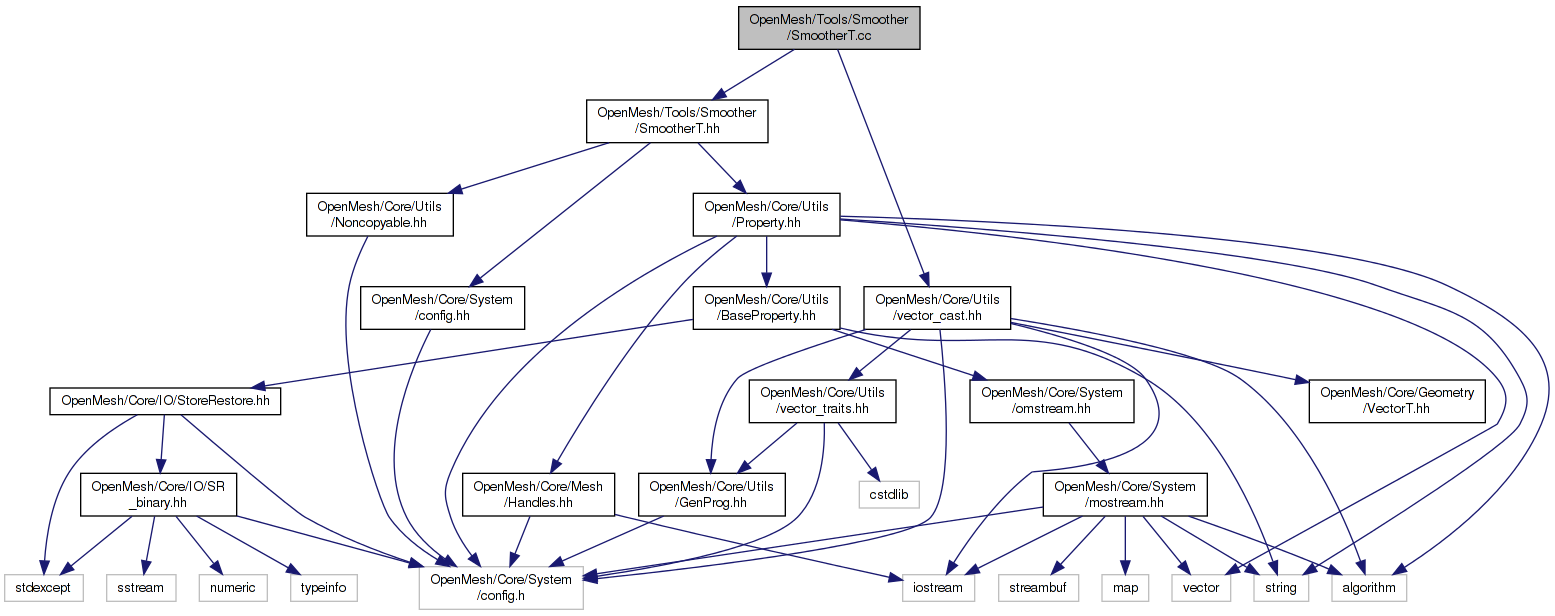 OpenMesh/Tools/Smoother
/SmootherT.cc
OpenMesh/Tools/Smoother
/SmootherT.hh
OpenMesh/Core/Utils
/Noncopyable.hh
OpenMesh/Core/Utils
/Property.hh
OpenMesh/Core/System
/config.hh
OpenMesh/Core/Utils
/BaseProperty.hh
OpenMesh/Core/Utils
/vector_cast.hh
OpenMesh/Core/IO/StoreRestore.hh
OpenMesh/Core/Utils
/vector_traits.hh
OpenMesh/Core/System
/omstream.hh
OpenMesh/Core/Geometry
/VectorT.hh
OpenMesh/Core/IO/SR
_binary.hh
OpenMesh/Core/Mesh
/Handles.hh
OpenMesh/Core/Utils
/GenProg.hh
cstdlib
OpenMesh/Core/System
/mostream.hh
stdexcept
sstream
numeric
typeinfo
OpenMesh/Core/System
/config.h
iostream
streambuf
map
vector
string
algorithm